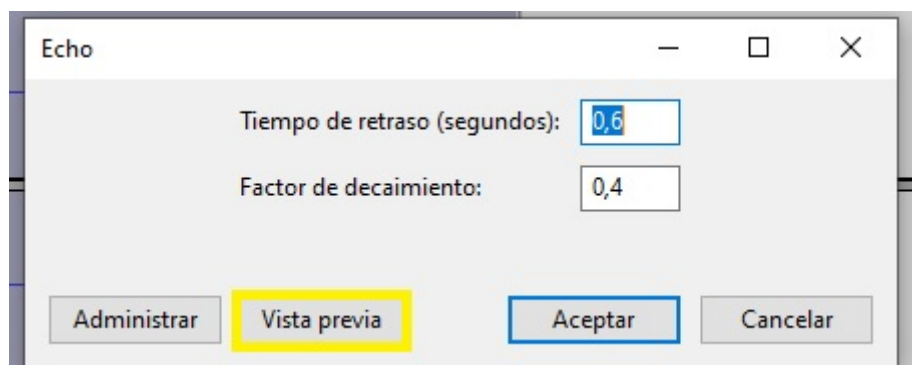 Echo
Tiempo de retraso (segundos): 0,6
Factor de decaimiento: 0,4
Administrar Vista previa Aceptar Cancelar